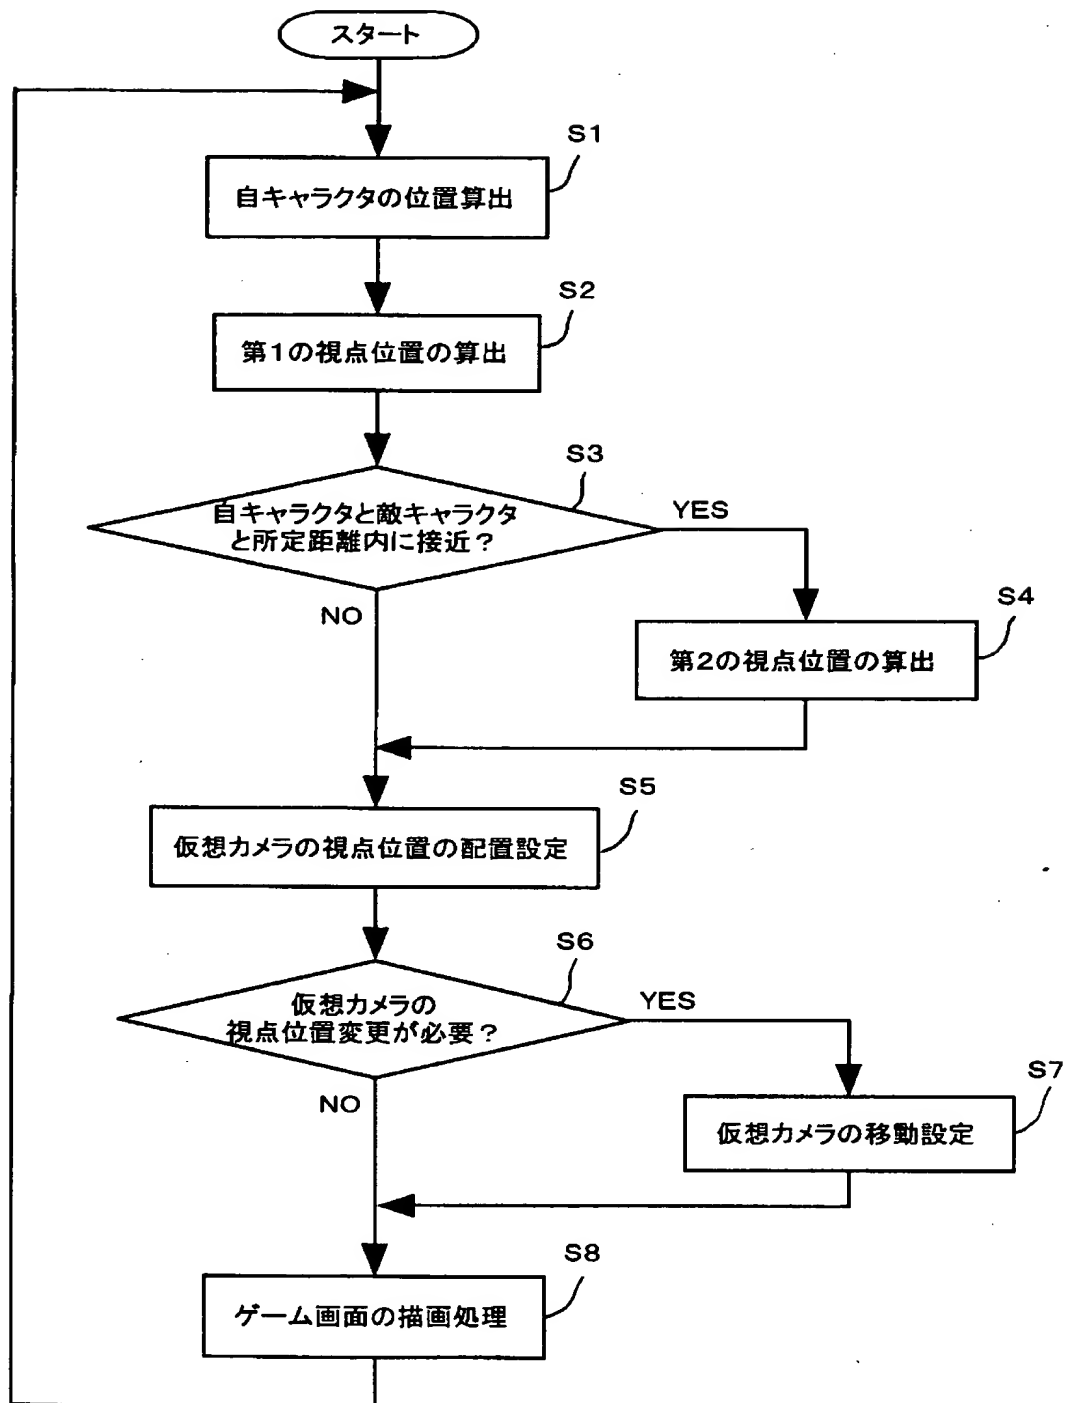 スタート
S1
自キャラクタの位置算出
S2
第1の視点位置の算出
S3
自キャラクタと敵キャラクタ
と所定距離内に接近?
YES
NO
S4
第2の視点位置の算出
S5
仮想カメラの視点位置の配置設定
S6
仮想カメラの
視点位置変更が必要?
YES
NO
S7
仮想カメラの移動設定
S8
ゲーム画面の描画処理